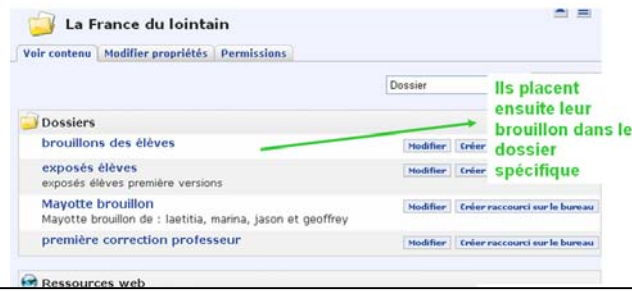 La France du lointain
Voir contenu Modifier propriétés Permissions
Dossier
Ils placent
ensuite leur
brouillon dans le
dossier
spécifique
Dossiers
brouillons des élèves
Modifier Créer
exposés élèves
exposés élèves première versions
Modifier Créer
Mayotte brouillon
Mayotte brouillon de : laetitia, marina, jason et geoffrey
Modifier Créer raccourci sur le bureau
première correction professeur
Modifier Créer raccourci sur le bureau
Ressources web